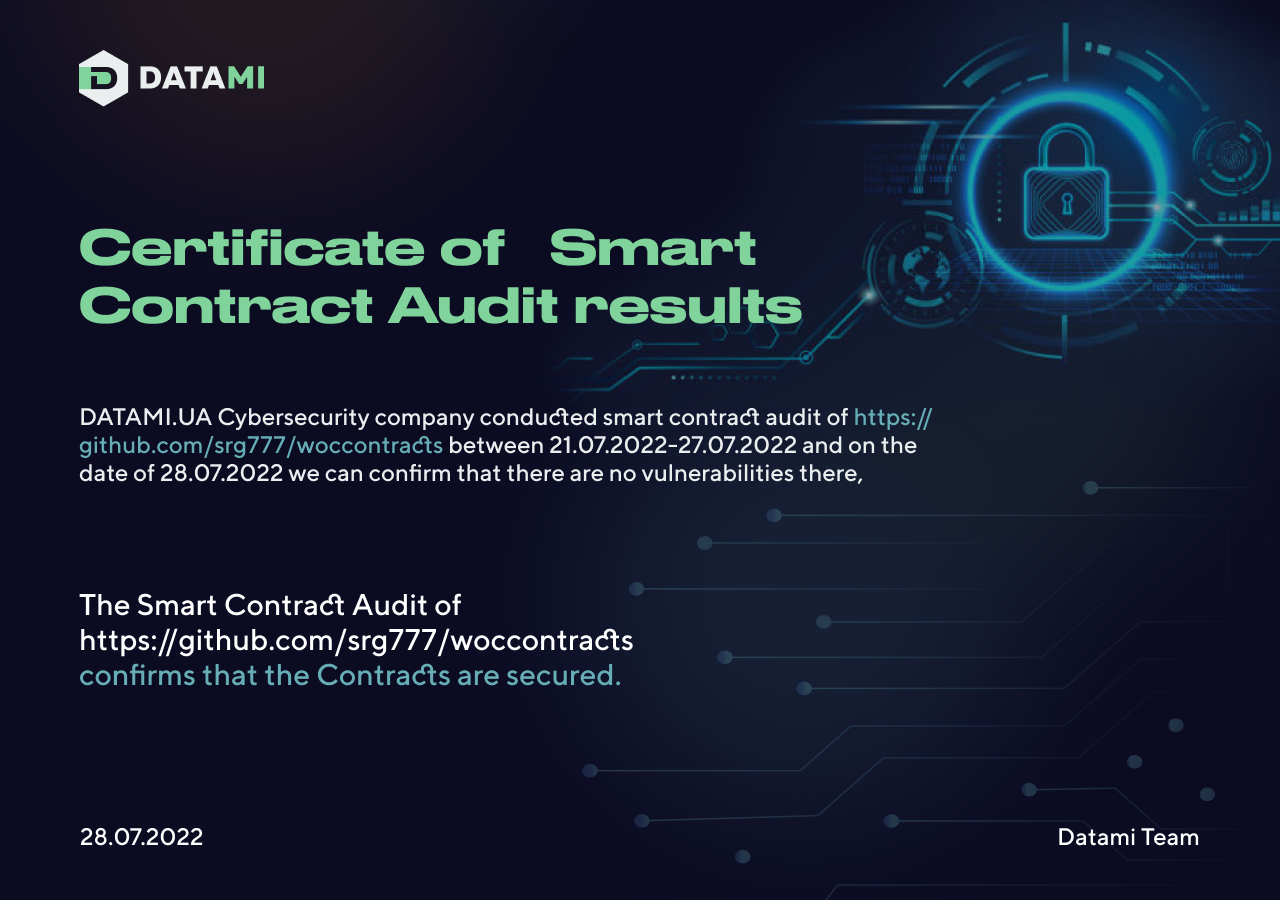 DATAMI
Certificate of Smart
Contract Audit results
DATAMI.UA Cybersecurity company conducted smart contract audit of https://
github.com/srg777/woccontracts between 21.07.2022–27.07.2022 and on the
date of 28.07.2022 we can confirm that there are no vulnerabilities there,
The Smart Contract Audit of
https://github.com/srg777/woccontracts
confirms that the Contracts are secured.
28.07.2022
Datami Team